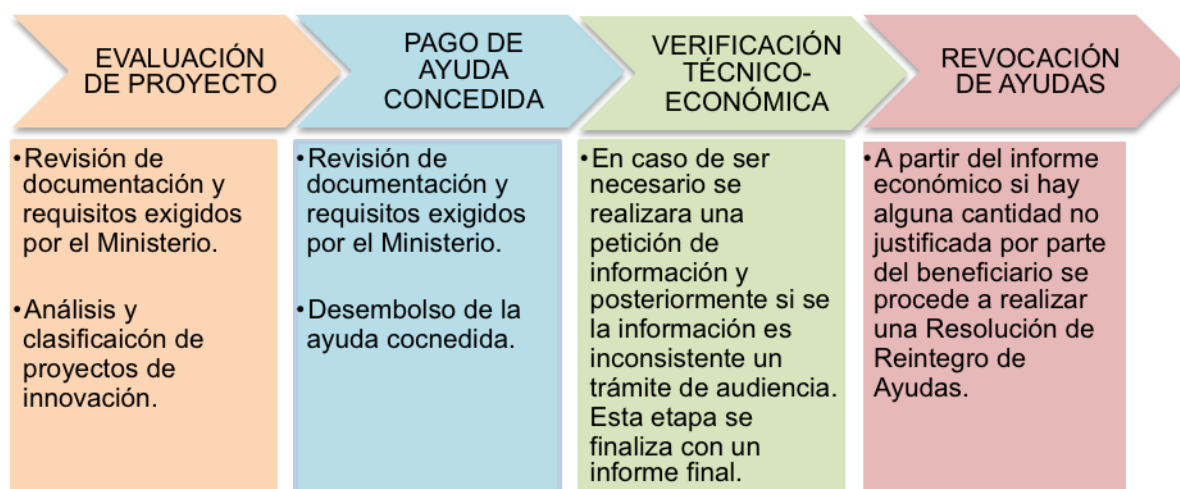 EVALUACIÓN
DE PROYECTO
PAGO DE
AYUDA
CONCEDIDA
VERIFICACIÓN
TÉCNICO-
ECONÓMICA
REVOCACIÓN
DE AYUDAS
•Revisión de
documentación y
requisitos exigidos
por el Ministerio.
•Análisis y
clasificaicón de
proyectos de
innovación.
•Revisión de
documentación y
requisitos exigidos
por el Ministerio.
•Desembolso de la
ayuda cocnedida.
•En caso de ser
necesario se
realizara una
petición de
información y
posteriormente si se
la información es
inconsistente un
trámite de audiencia.
Esta etapa se
finaliza con un
informe final.
•A partir del informe
económico si hay
alguna cantidad no
justificada por parte
del beneficiario se
procede a realizar
una Resolución de
Reintegro de
Ayudas.